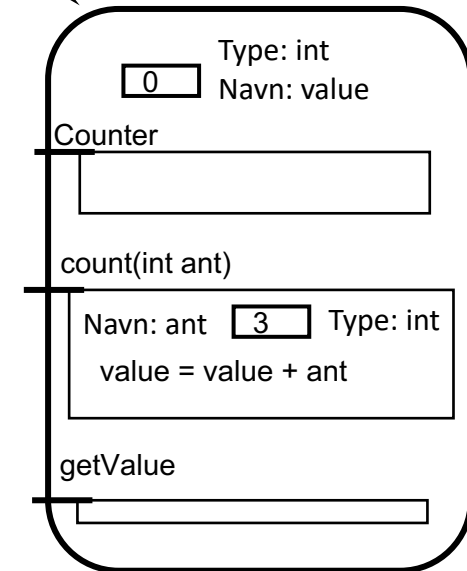 Type: int
0 Navn: value
Counter
count(int ant)
Navn: ant 3 Type: int
value = value + ant
getValue